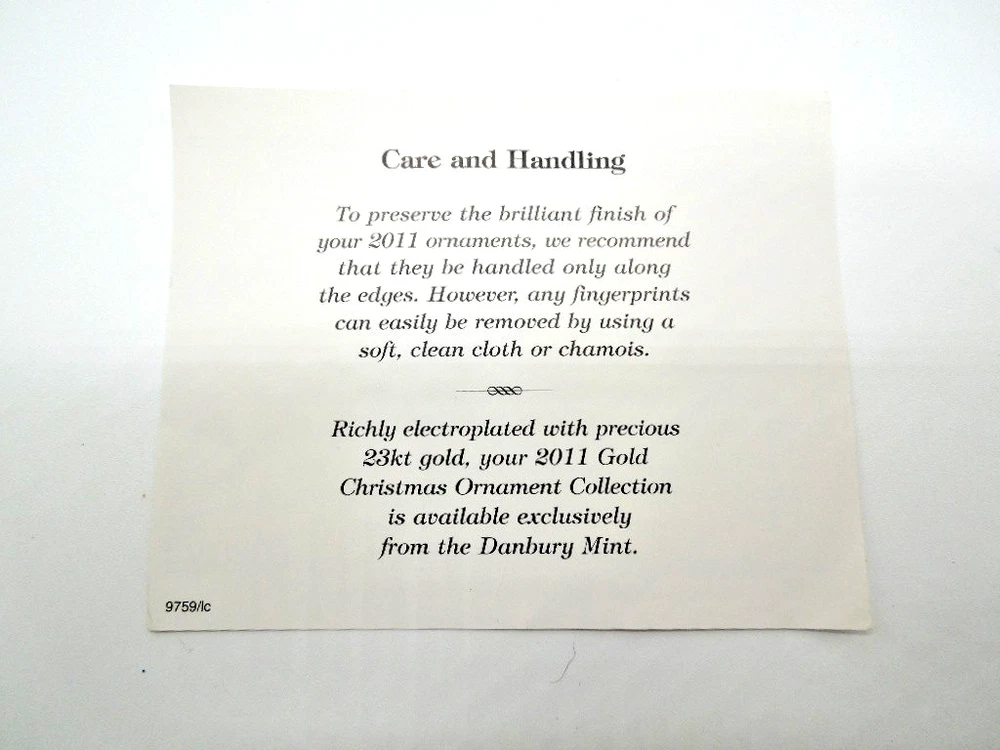 Care and Handling
To preserve the brilliant finish of
your 2011 ornaments, we recommend
that they be handled only along
the edges. However, any fingerprints
can easily be removed by using a
soft, clean cloth or chamois.
Richly electroplated with precious
23kt gold, your 2011 Gold
Christmas Ornament Collection
is available exclusively
from the Danbury Mint.
9759/lc